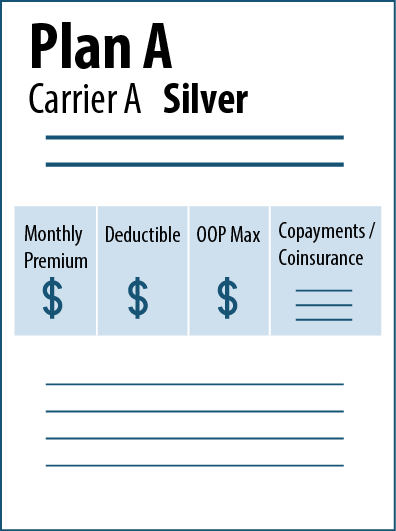 Plan A
Carrier A Silver
Monthly Premium
$
Deductible
$
OOP Max
$
Copayments /
Coinsurance